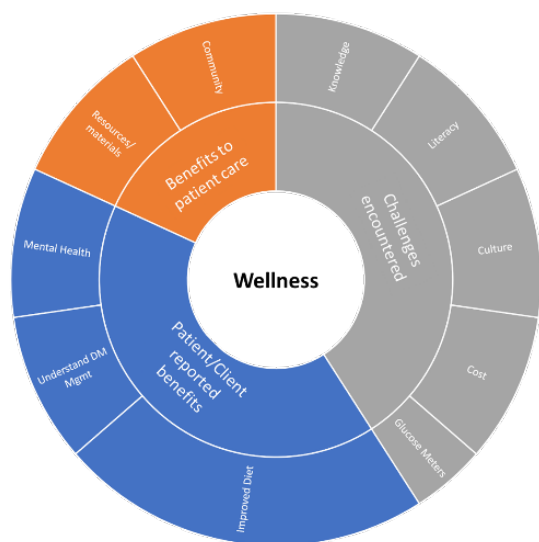 Wellness
Challenges
encountered
Knowledge
Literacy
Culture
Cost
Glucose Meters
Patient/Client
reported
benefits
Improved Diet
Understand DM
Mgmt
Mental Health
Benefits to
patient care
Resources/
materials
Community